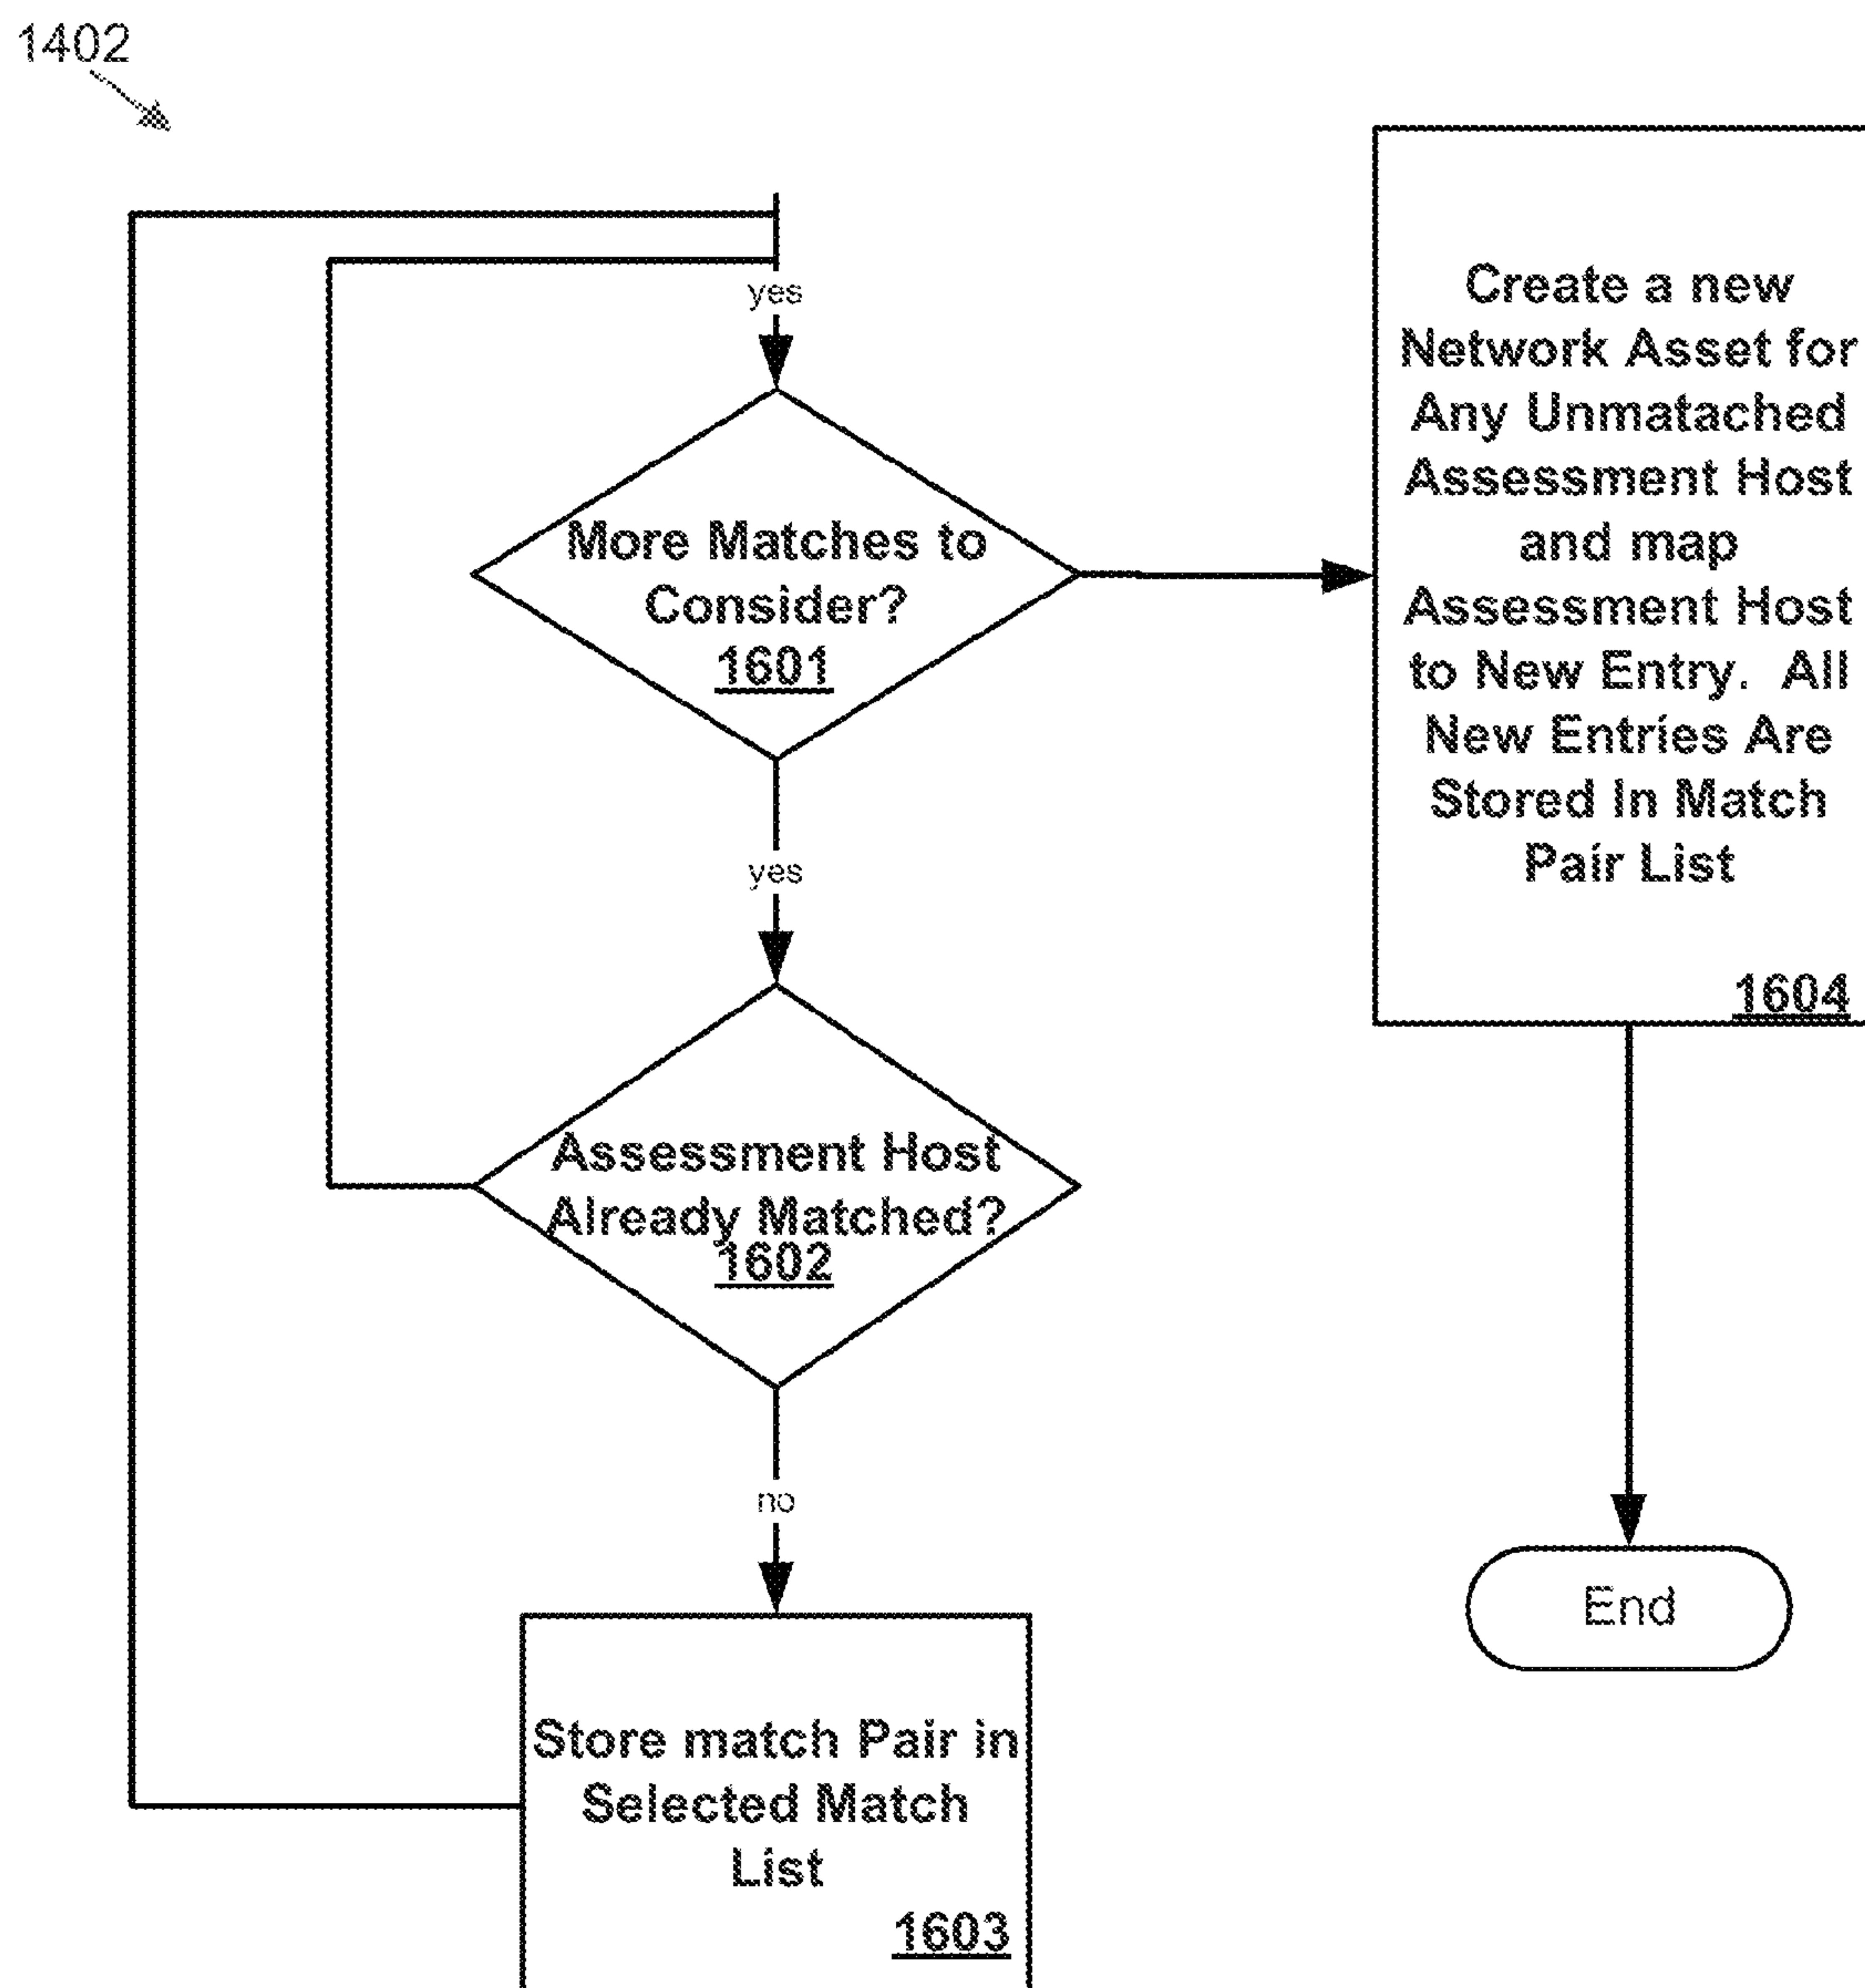 1402
yes
More Matches to
Consider?
1601
yes
Assessment Host
Already Matched?
1602
no
Store match Pair in
Selected Match
List
1603
Create a new
Network Asset for
Any Unmatached
Assessment Host
and map
Assessment Host
to New Entry. All
New Entries Are
Stored In Match
Pair List
1604
End